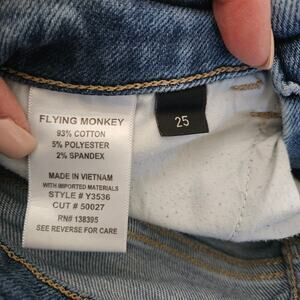 FLYING MONKEY
93% COTTON
5% POLYESTER
2% SPANDEX
MADE IN VIETNAM
WITH IMPORTED MATERIALS
STYLE # Y3536
CUT # 50027
RN# 138395
SEE REVERSE FOR CARE
25